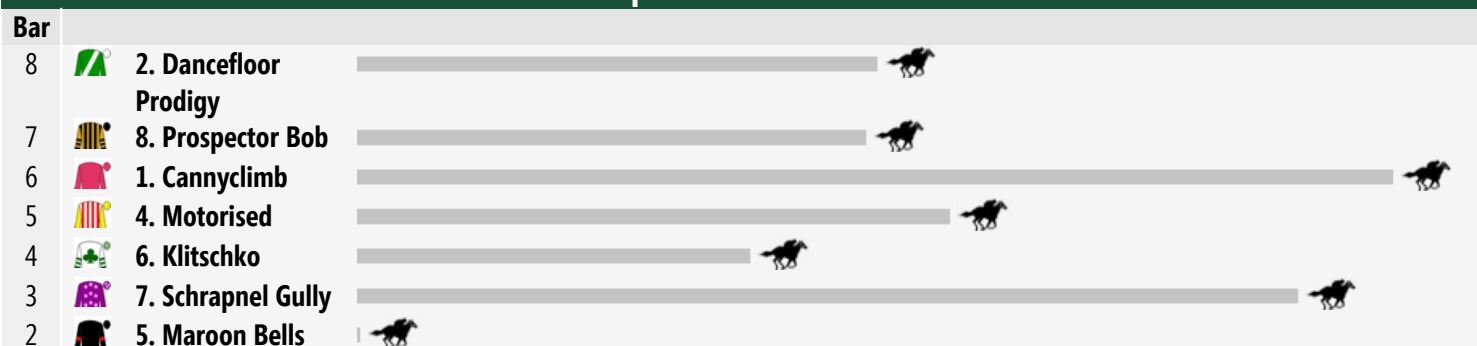 Bar
8 2. Dancefloor
Prodigy
7 8. Prospector Bob
6 1. Cannyclimb
5 4. Motorised
4 6. Klitschko
3 7. Schrapnel Gully
2 5. Maroon Bells